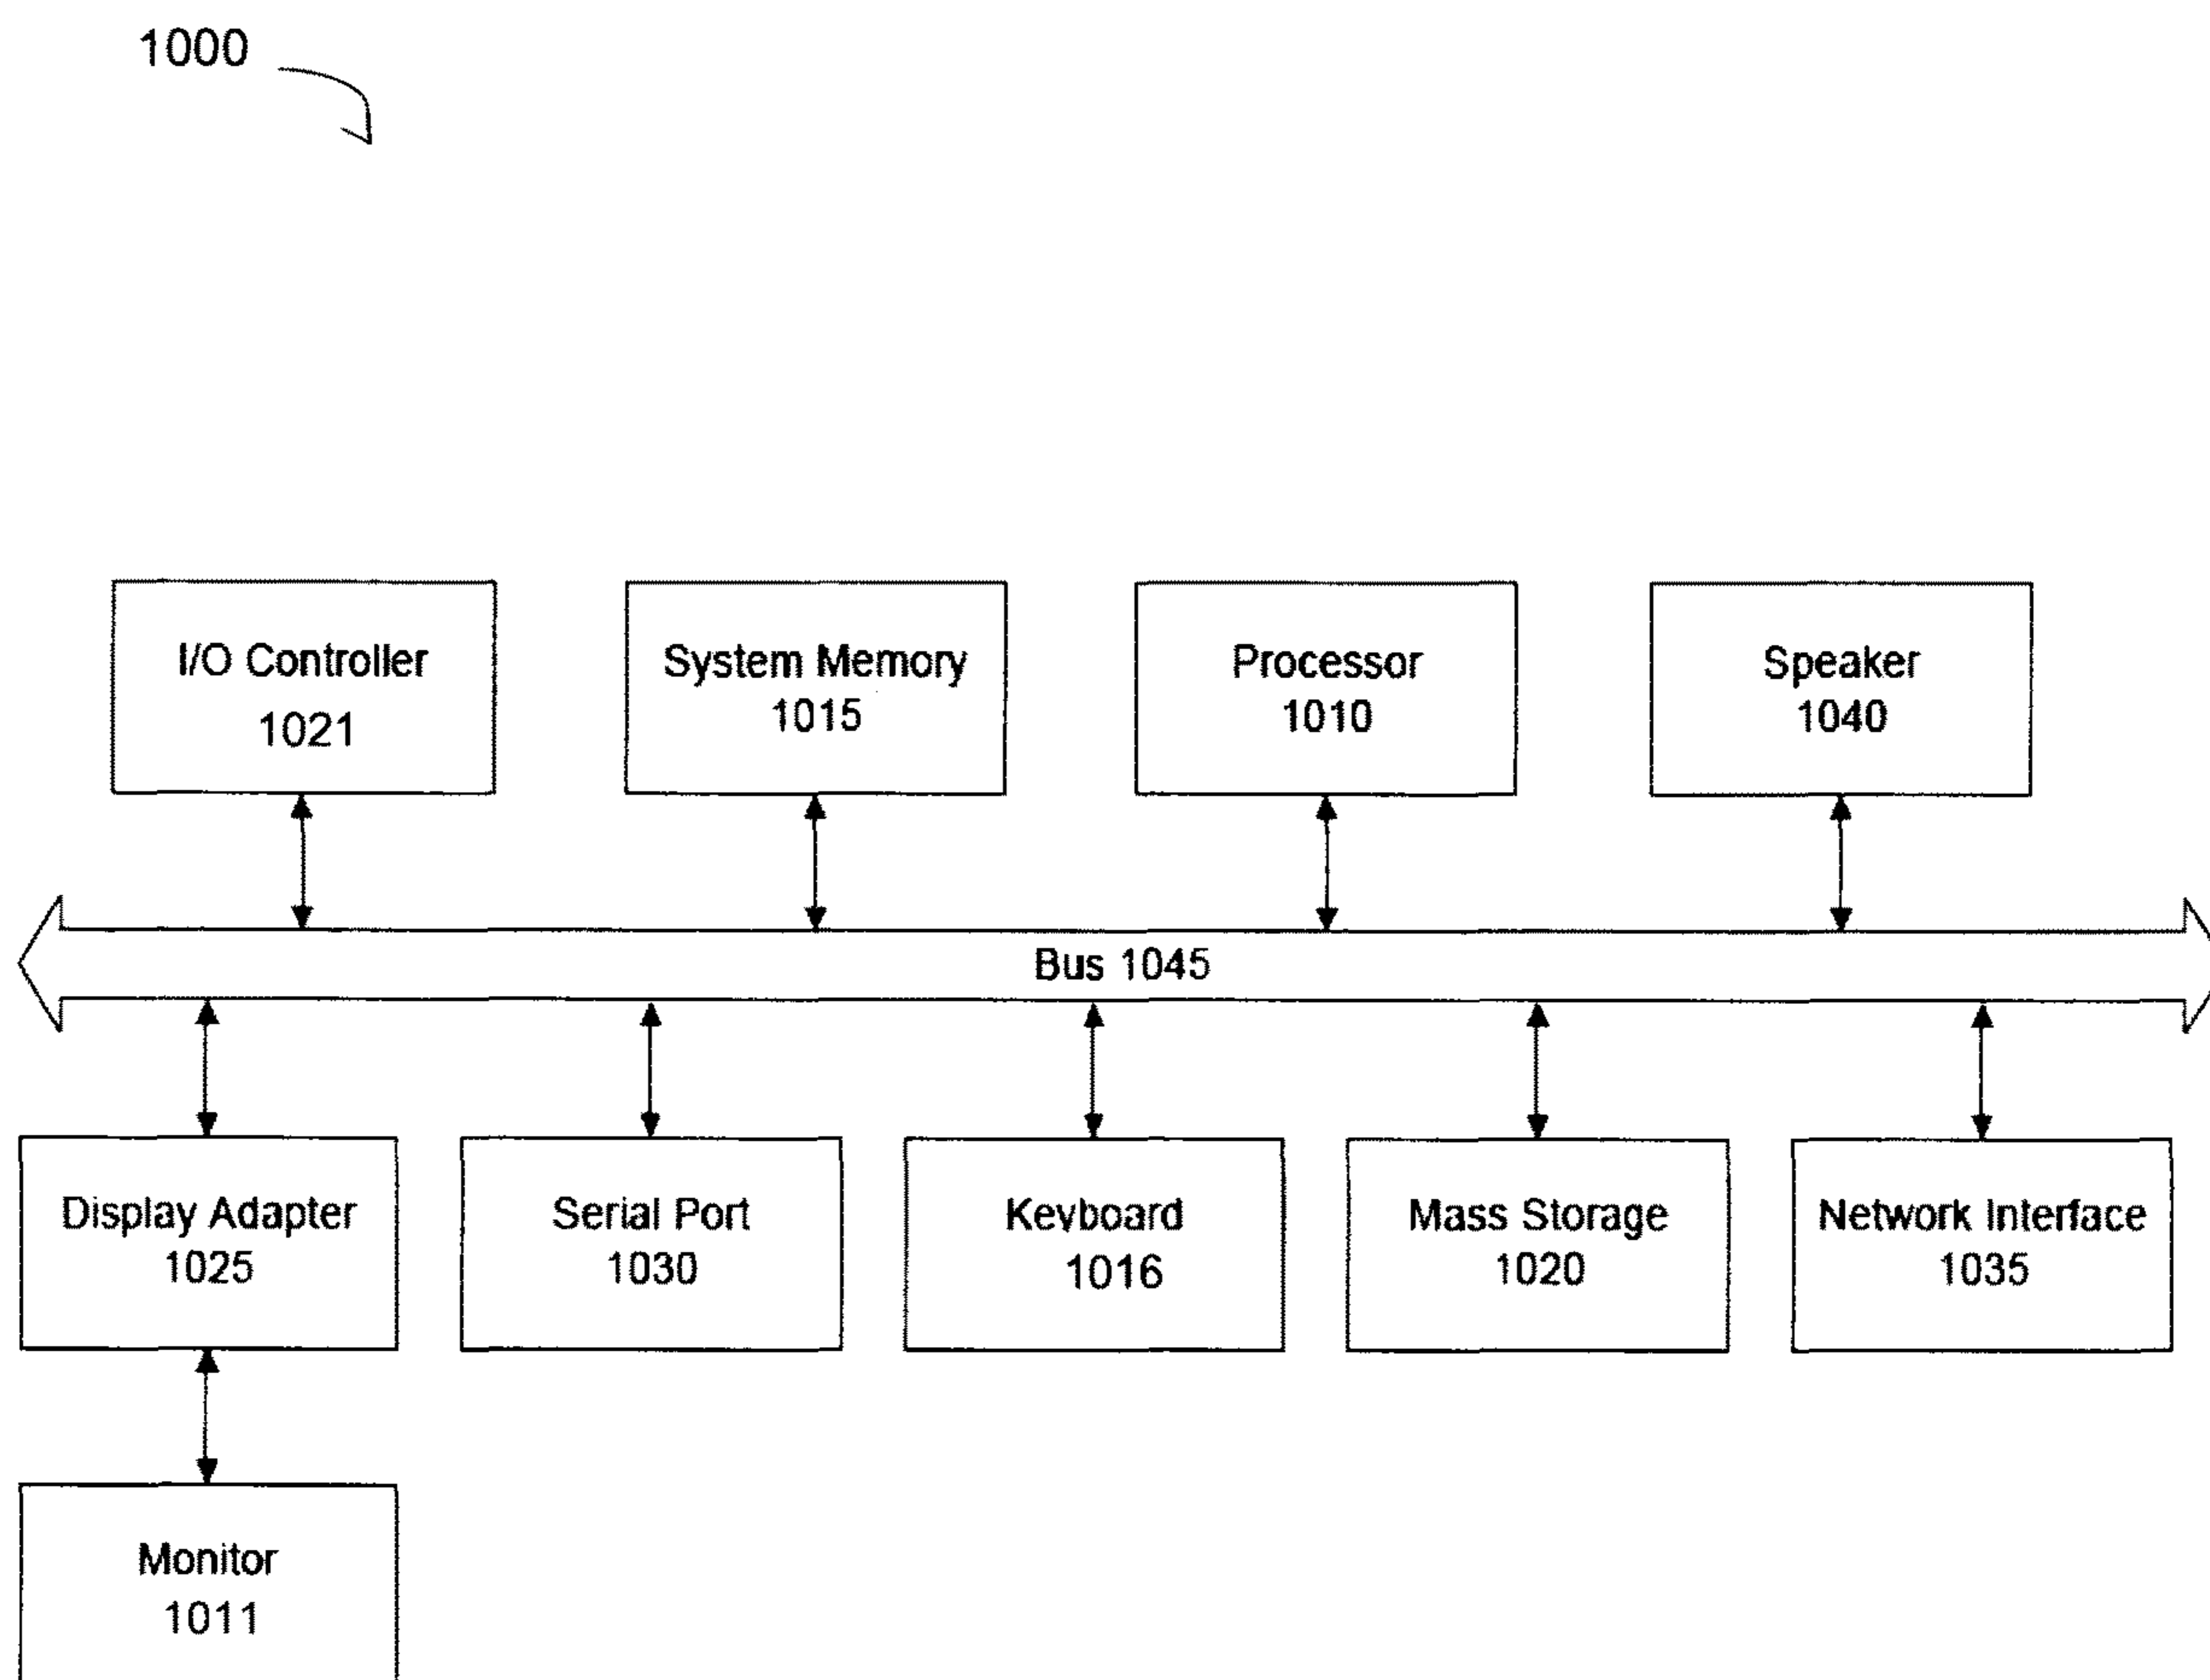 1000
I/O Controller
1021
System Memory
1015
Processor
1010
Speaker
1040
Bus 1045
Display Adapter
1025
Serial Port
1030
Keyboard
1016
Mass Storage
1020
Network Interface
1035
Monitor
1011